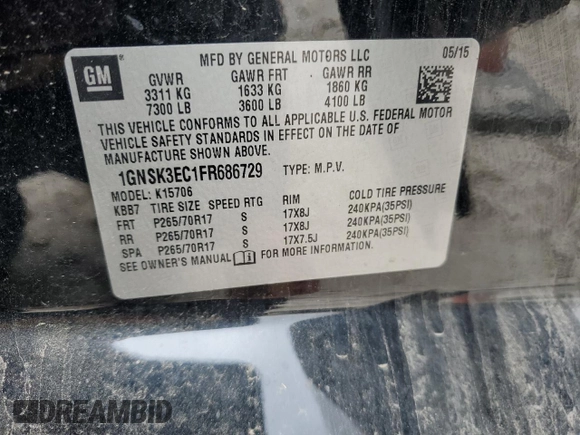 GM
MFD BY GENERAL MOTORS LLC 05/15
GVWR GAWR FRT GAWR RR
3311 KG 1633 KG 1860 KG
7300 LB 3600 LB 4100 LB
THIS VEHICLE CONFORMS TO ALL APPLICABLE U.S. FEDERAL MOTOR
VEHICLE SAFETY STANDARDS IN EFFECT ON THE DATE OF
MANUFACTURE SHOWN ABOVE.
1GNSK3EC1FR686729 TYPE: M.P.V.
MODEL: K15706
KBB7 TIRE SIZE SPEED RTG RIM COLD TIRE PRESSURE
FRT P265/70R17 S 17X8J 240KPA(35PSI)
RR P265/70R17 S 17X8J 240KPA(35PSI)
SPA P265/70R17 S 17X7.5J 240KPA(35PSI)
SEE OWNER'S MANUAL FOR MORE INFORMATION.
DREAMBID